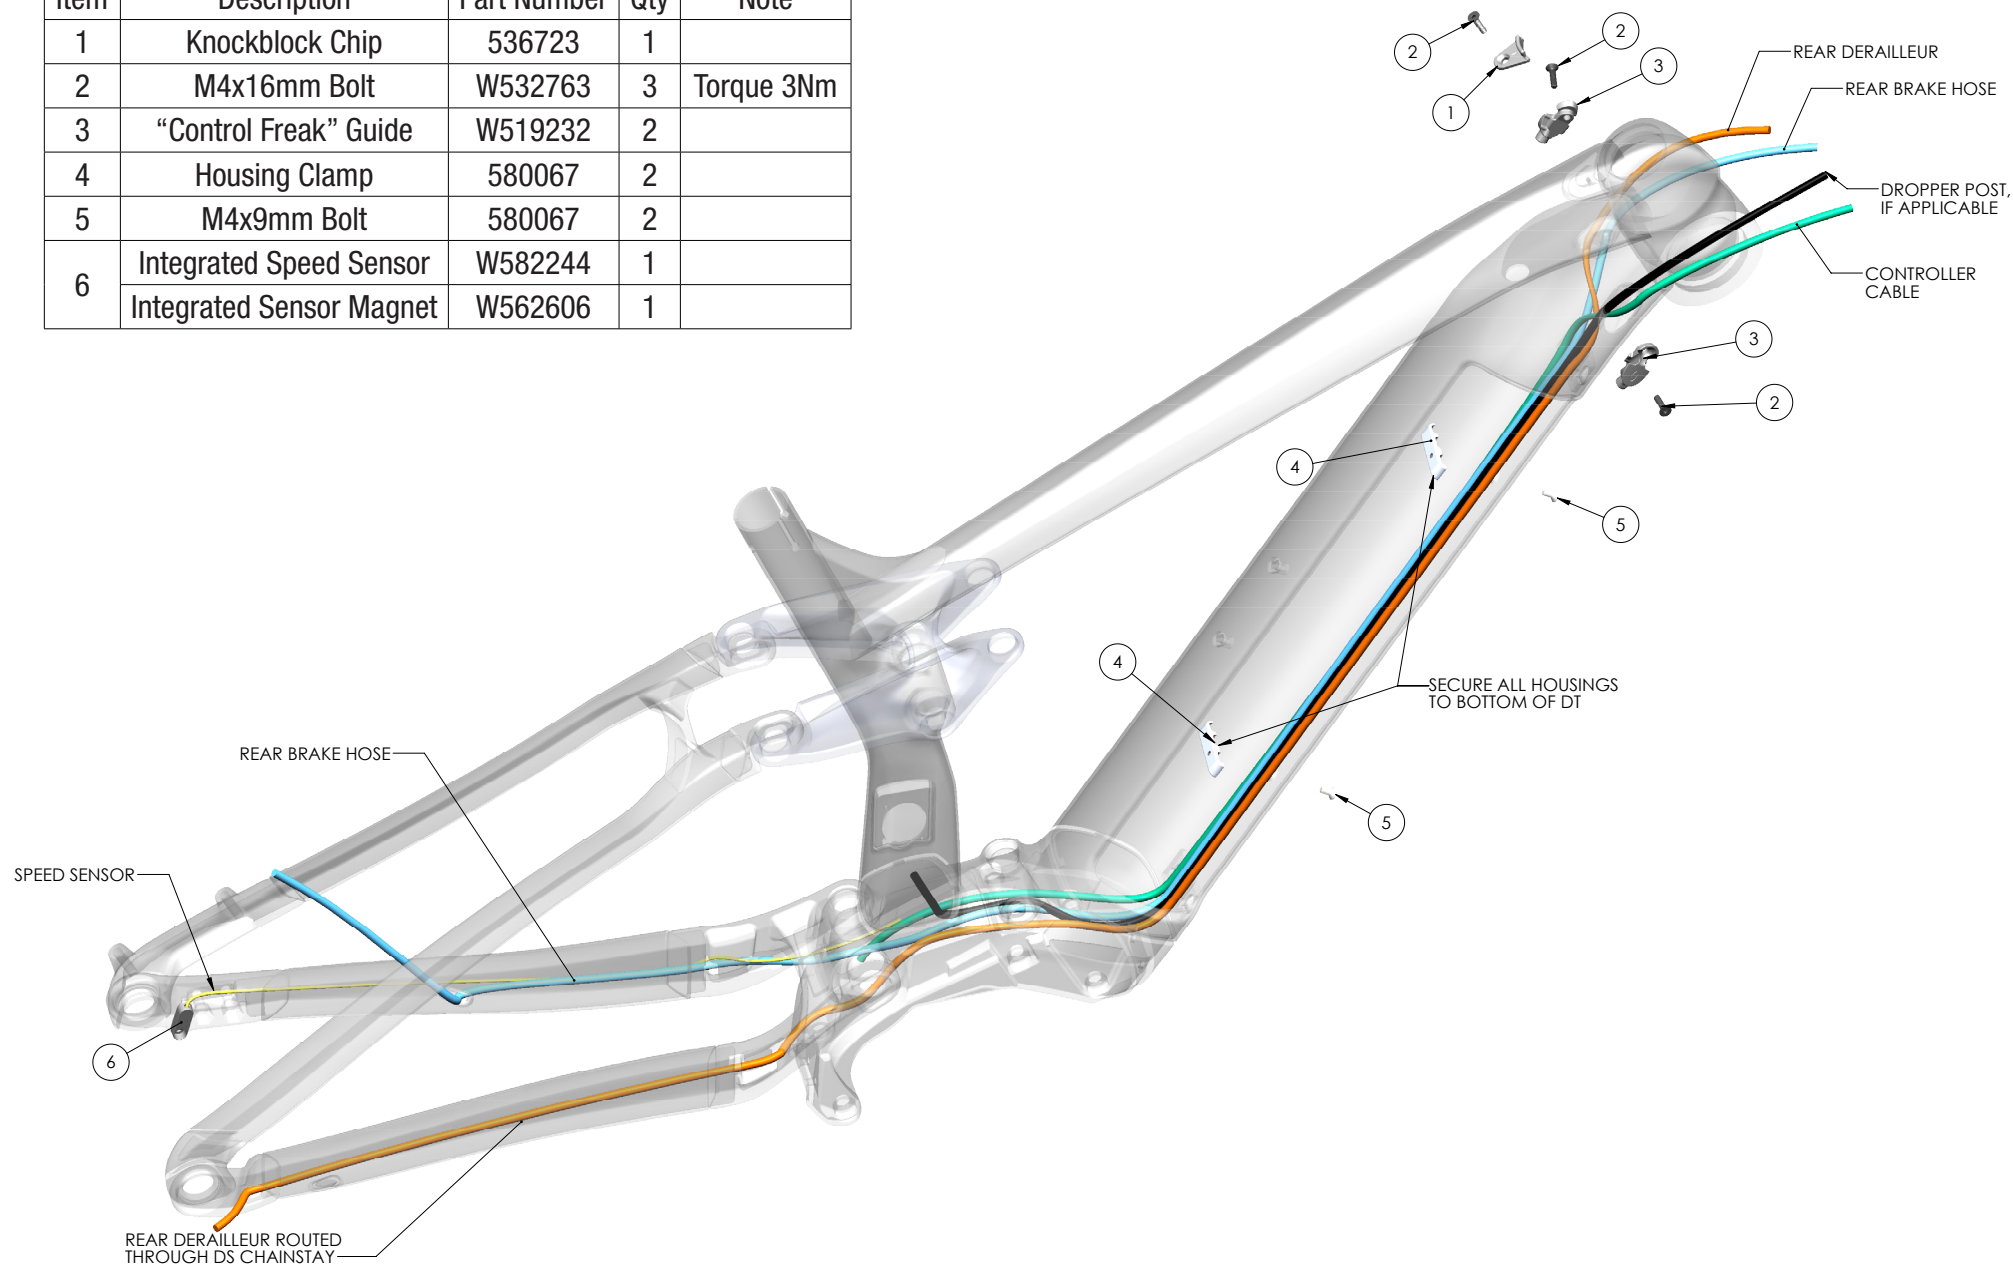 Item Description Part Number Qty Note
1 Knockblock Chip 536723 1
2 M4x16mm Bolt W532763 3 Torque 3Nm
3 “Control Freak” Guide W519232 2
4 Housing Clamp 580067 2
5 M4x9mm Bolt 580067 2
6 Integrated Speed Sensor W582244 1
Integrated Sensor Magnet W562606 1
2
2
1
3
REAR DERAILLEUR
REAR BRAKE HOSE
DROPPER POST,
IF APPLICABLE
CONTROLLER
CABLE
3
2
4
5
4
SECURE ALL HOUSINGS
TO BOTTOM OF DT
5
REAR BRAKE HOSE
SPEED SENSOR
6
REAR DERAILLEUR ROUTED
THROUGH DS CHAINSTAY